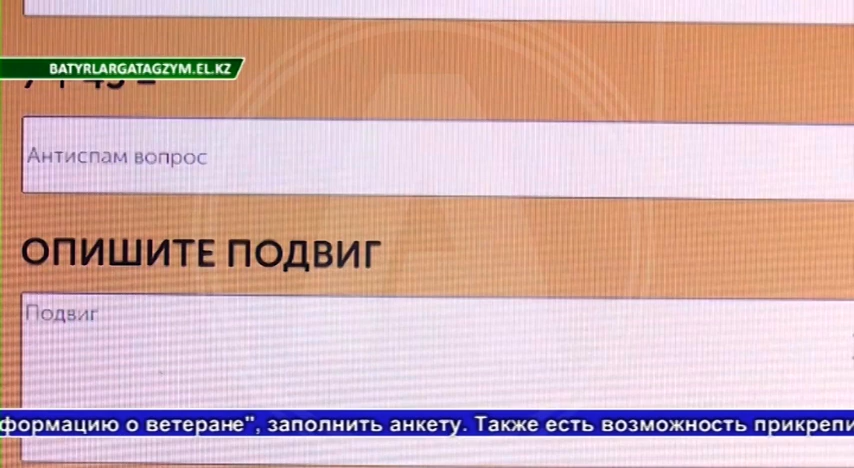 BATYRLARGATAGZYM.EL.KZ
Антиспам вопрос
ОПИШИТЕ ПОДВИГ
Подвиг
формацию о ветеране", заполнить анкету. Также есть возможность прикрепи